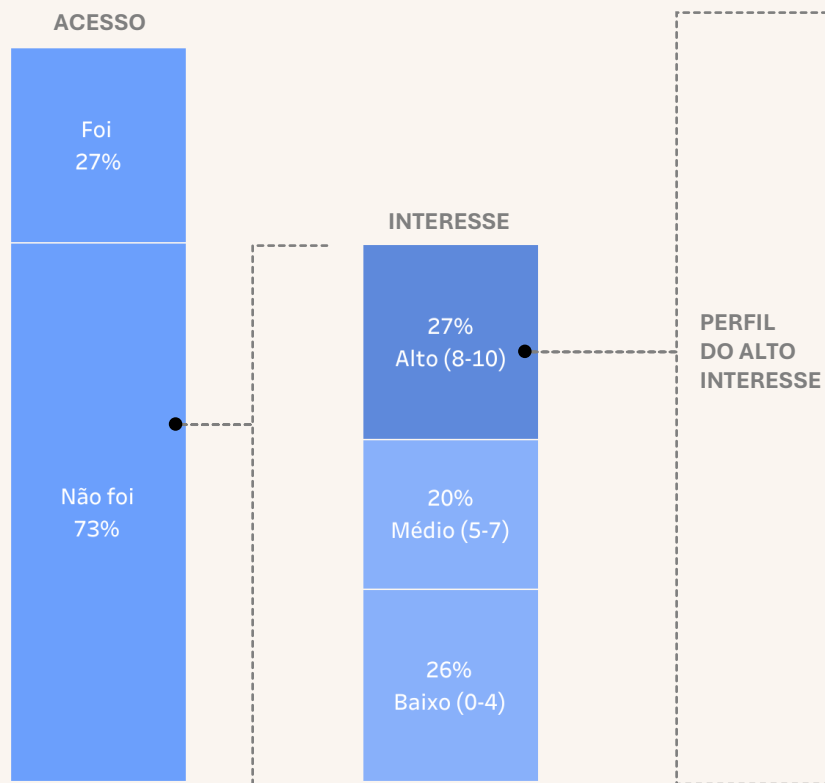 ACESSO
Foi
27%
Não foi
73%
INTERESSE
27%
Alto (8-10)
20%
Médio (5-7)
26%
Baixo (0-4)
PERFIL
DO ALTO
INTERESSE